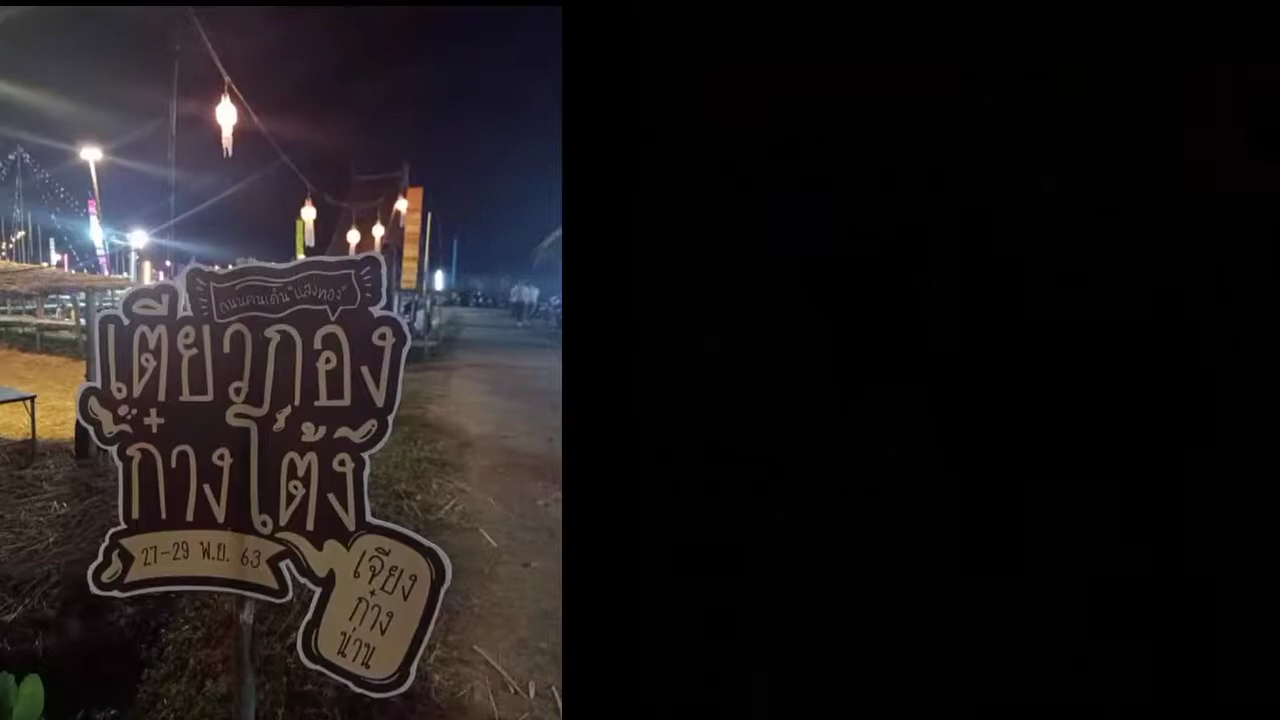 ถนนคนเดิน"แสงทอง"
เตียวกอง
ก๋างโต้ง
27-29 พ.ย. 63
เจียง
ก๋าง
น่าน